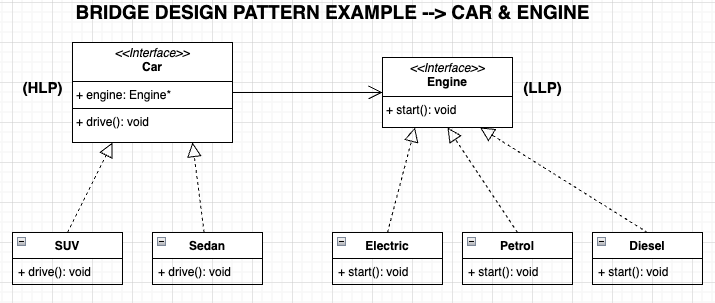 BRIDGE DESIGN PATTERN EXAMPLE --> CAR & ENGINE
<<Interface>>
Car
(HLP)
+ engine: Engine*
+ drive(): void
<<Interface>>
Engine
(LLP)
+ start(): void
SUV
+ drive(): void
Sedan
+ drive(): void
Electric
+ start(): void
Petrol
+ start(): void
Diesel
+ start(): void